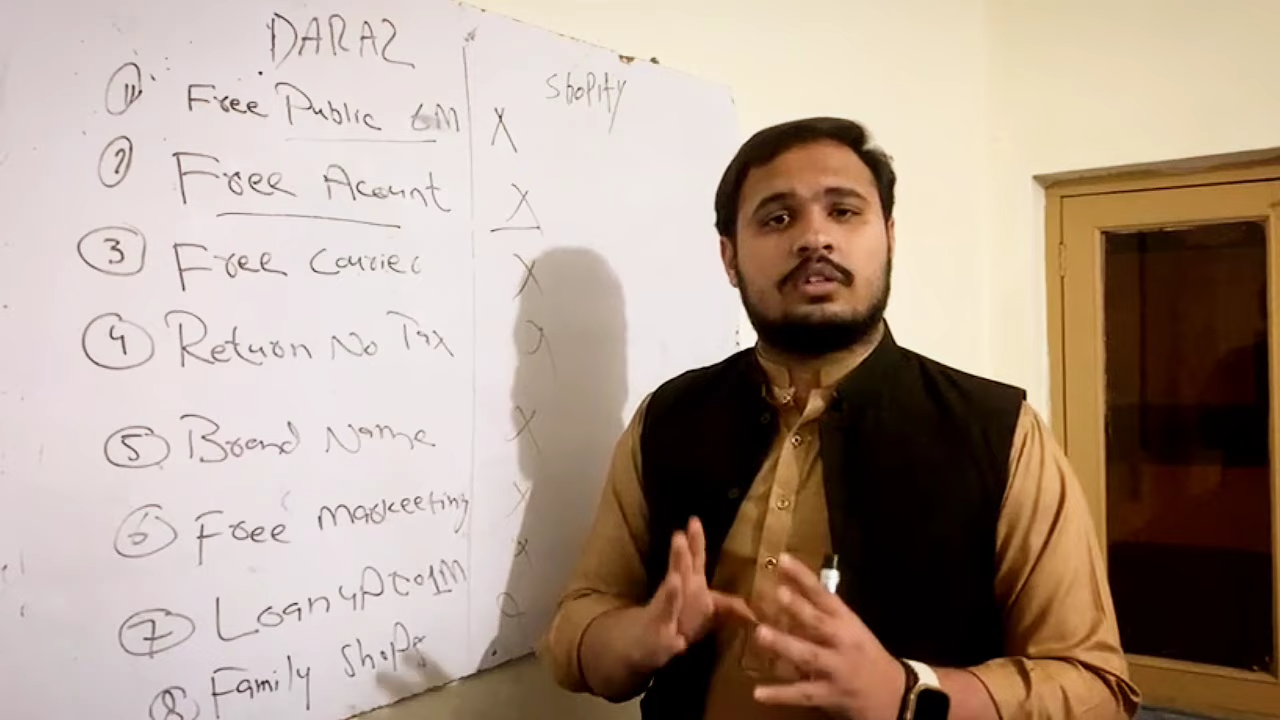 DARAZ
Shopify
1 Free Public 6M X
2 Free Acount X
3 Free Courier X
4 Return No Tax X
5 Brand Name X
6 Free Markeeting X
7 Loan upto 1M X
8 Family Shops